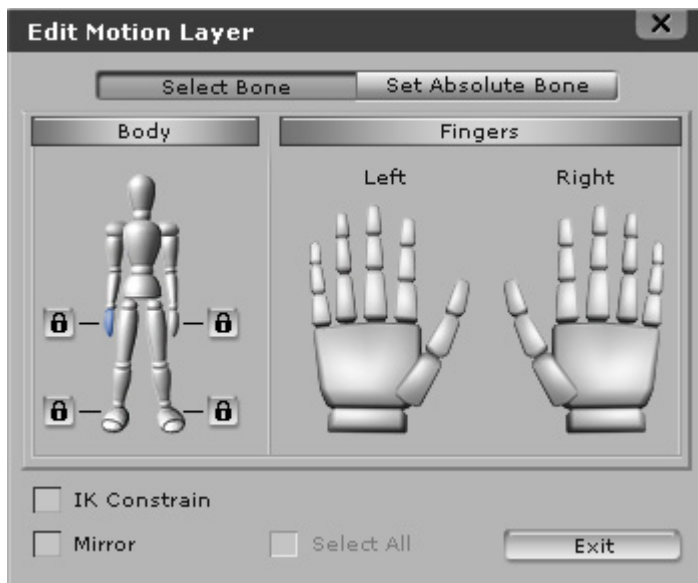 Edit Motion Layer
Select Bone Set Absolute Bone
Body Fingers
Left Right
IK Constrain
Mirror Select All Exit